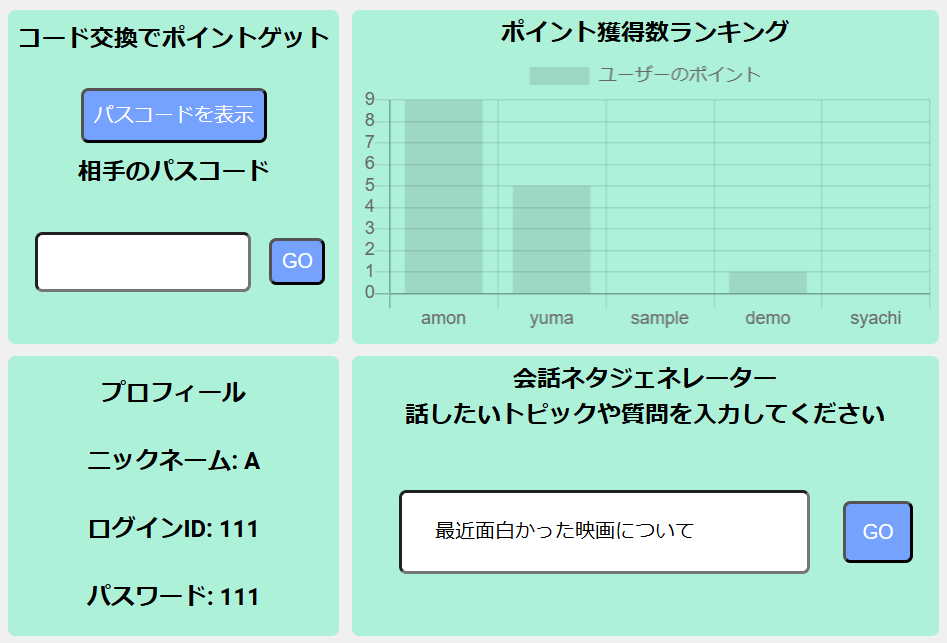 コード交換でポイントゲット
パスコードを表示
相手のパスコード
GO
ポイント獲得数ランキング
ユーザーのポイント
9
8
7
6
5
4
3
2
1
0
amon yuma sample demo syachi
プロフィール
ニックネーム: A
ログインID: 111
パスワード: 111
会話ネタジェネレーター
話したいトピックや質問を入力してください
最近面白かった映画について
GO